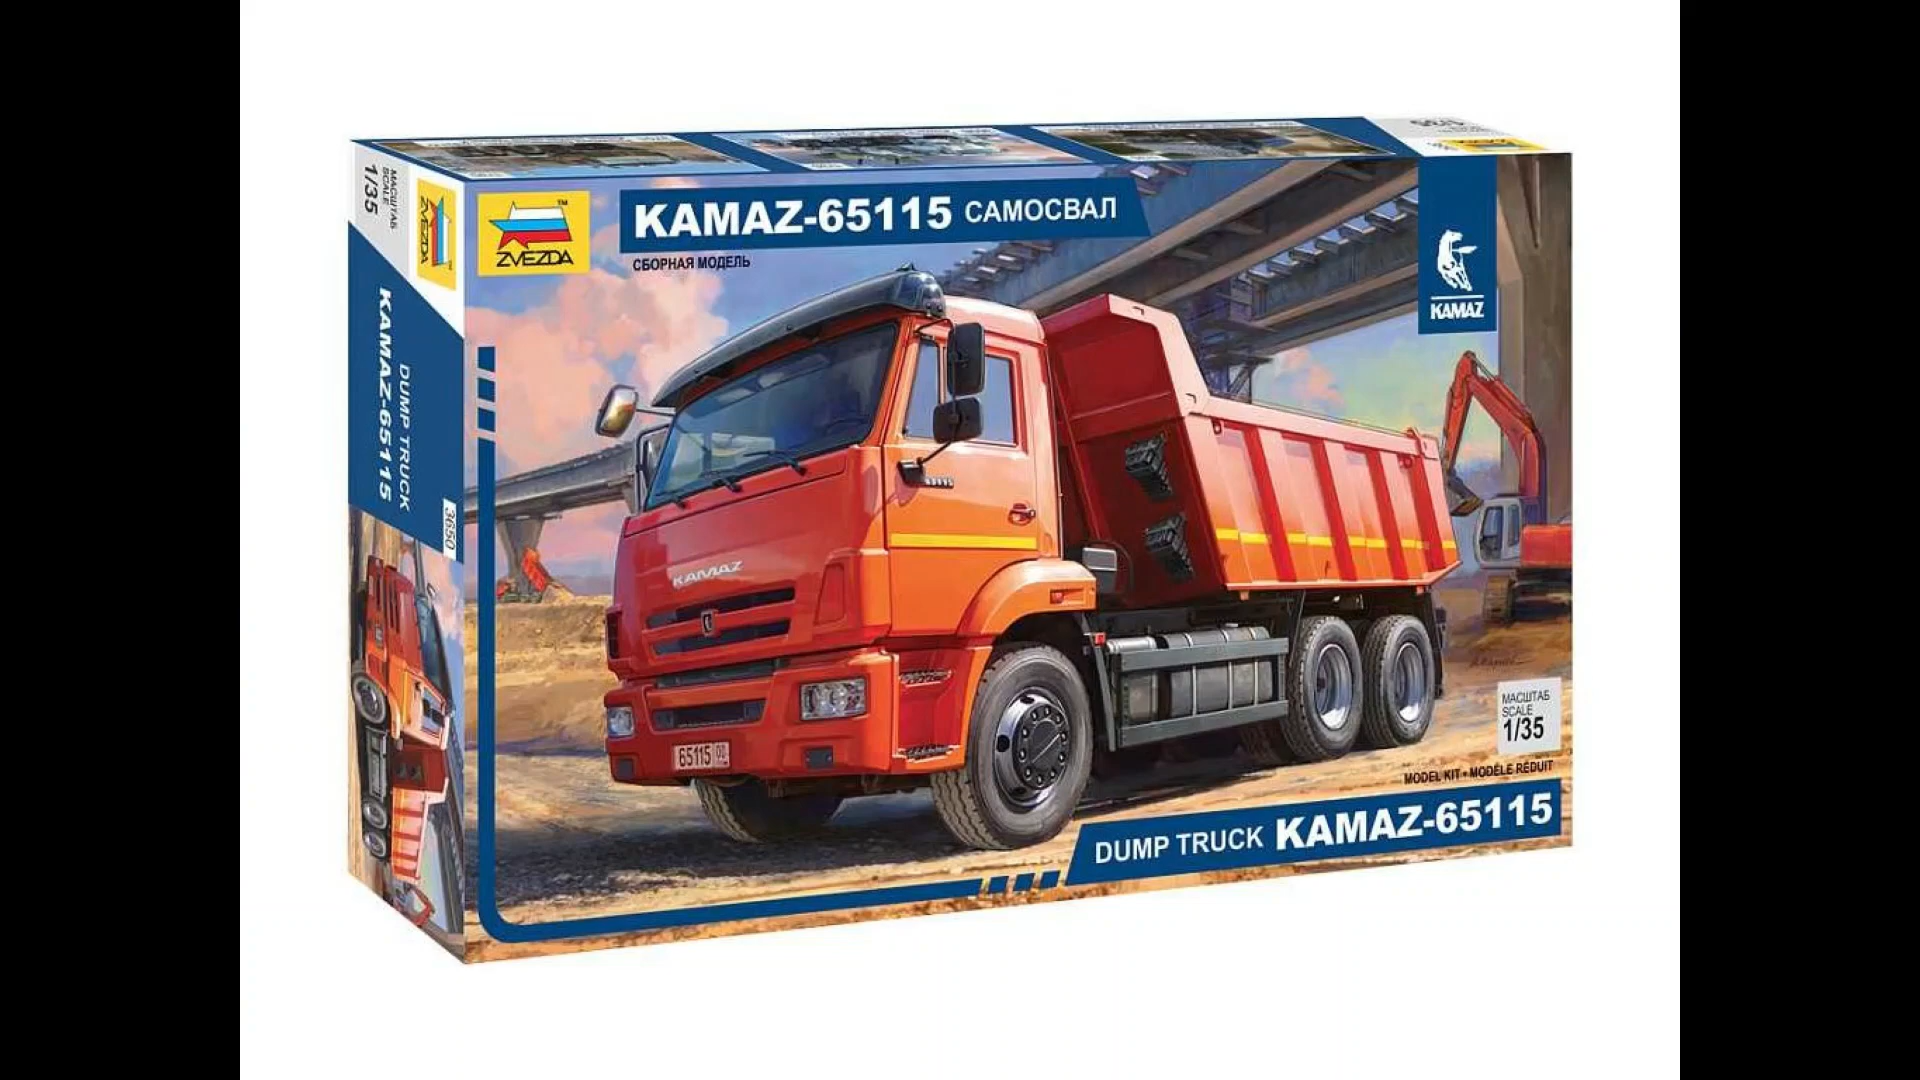 МАСШТАБ
SCALE
1/35
ZVEZDA
KAMAZ-65115
DUMP TRUCK
3650
ZVEZDA™
KAMAZ-65115 САМОСВАЛ
СБОРНАЯ МОДЕЛЬ
KAMAZ
KAMAZ
65115
МАСШТАБ
SCALE
1/35
MODEL KIT • MODÈLE RÉDUIT
DUMP TRUCK KAMAZ-65115